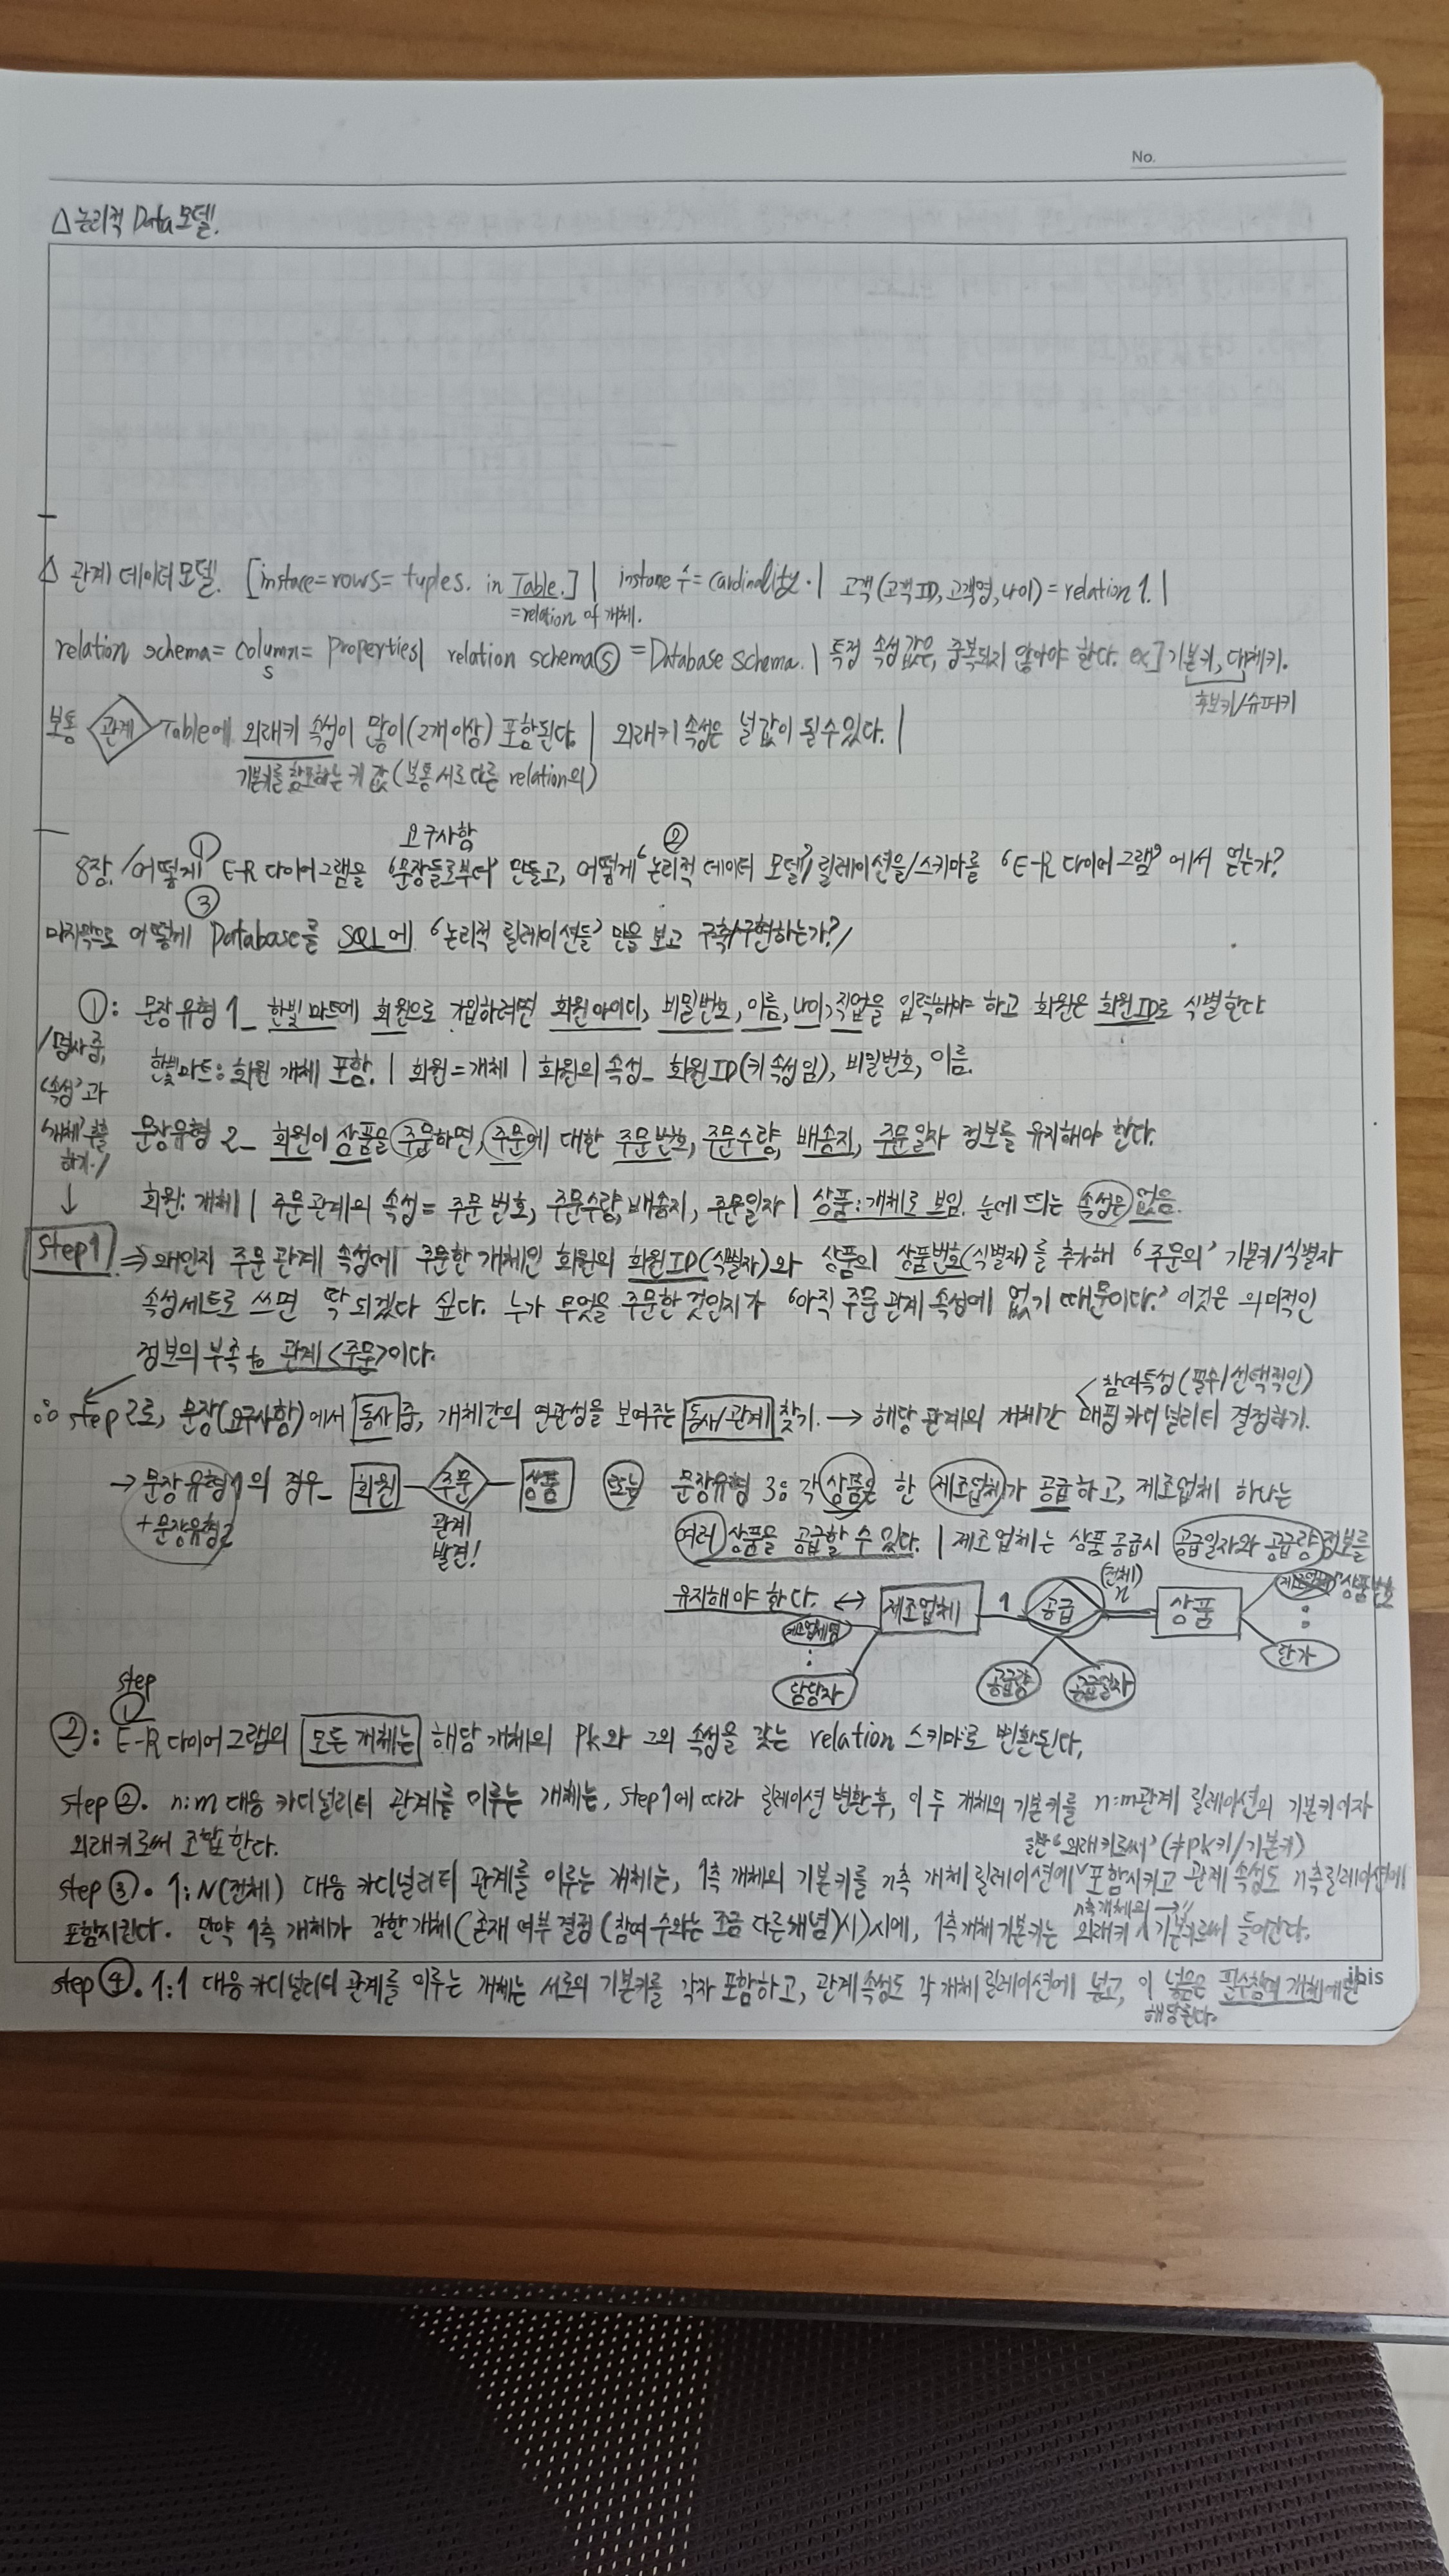 No.
△ 논리적 Data 모델.
△ 관계 데이터 모델. [instace = rows = tuples. in Table.] | instane 수 = Cardinality. | 고객(고객ID, 고객명, 나이) = relation 1. |
= relation of 개체.
relation schema = column = Properties | relation schemaⓢ = Database Schema. | 특정 속성값은, 중복되지 않아야 한다. ex] 기본키, 대체키.
s
후보키/슈퍼키
보통 관계 Table에 외래키 속성이 많이(2개 이상) 포함된다. | 외래키 속성은 널값이 될 수 있다. |
기본키를 참조하는 키 값 (보통 서로 다른 relation의)
① 요구사항 ②
8장. /어떻게 E-R 다이어그램을 '문장들로부터' 만들고, 어떻게 '논리적 데이터 모델'/릴레이션을/스키마를 'E-R 다이어그램'에서 얻는가?
③
마지막으로 어떻게 Database를 SQL에 '논리적 릴레이션들'만을 보고 구축/구현하는가?/
①: 문장유형 1_ 한빛 마트에 회원으로 가입하려면 회원아이디, 비밀번호, 이름, 나이, 직업을 입력해야 하고 회원은 회원ID로 식별한다
/명사 중,
한빛마트: 회원 개체 포함. | 회원 = 개체 | 회원의 속성_ 회원ID(키 속성임), 비밀번호, 이름.
'속성'과
'개체' 추출
하기./
↓
문장유형 2_ 회원이 상품을 주문하면, 주문에 대한 주문번호, 주문수량, 배송지, 주문일자 정보를 유지해야 한다.
회원: 개체 | 주문 관계의 속성 = 주문 번호, 주문수량, 배송지, 주문일자 | 상품: 개체로 보임. 눈에 띄는 속성은 없음.
Step 1 ⇒ 왜인지 주문 관계 속성에 주문한 개체인 회원의 회원ID(식별자)와 상품의 상품번호(식별자)를 추가해 '주문의' 기본키/식별자
속성세트로 쓰면 딱 되겠다 싶다. 누가 무엇을 주문한 것인지가 '아직 주문 관계 속성에 없기 때문이다.' 이것은 의미적인
정보의 부족 to 관계<주문>이다.
참여특성(필수/선택적인)
∴ Step 2로, 문장(요구사항)에서 동사 중, 개체간의 연관성을 보여주는 동사/관계 찾기. → 해당 관계의 개체간 매핑 카디널리티 결정하기.
→ 문장유형1의 경우_ 회원 주문 상품 또는 문장유형 3: 각 상품은 한 제조업체가 공급하고, 제조업체 하나는
+ 문장유형2
관계
발견!
여러 상품을 공급할 수 있다. | 제조업체는 상품 공급시 공급일자와 공급량 정보를
유지해야 한다. ↔ 제조업체 1 공급 (전체) n 상품 상품번호
제조업체명
⋮
담당자
공급량 공급일자
⋮
단가
step
①
②: E-R 다이어그램의 모든 개체는 해당 개체의 Pk와 그의 속성을 갖는 relation 스키마로 변환된다.
step ②. n:m 대응 카디널리티 관계를 이루는 개체는, Step 1에 따라 릴레이션 변환후, 이 두 개체의 기본키를 n:m관계 릴레이션의 기본키이자
외래키로써 조합한다.
'외래키로써' (≠pk키/기본키)
step ③. 1:N(전체) 대응 카디널리티 관계를 이루는 개체는, 1측 개체의 기본키를 n측 개체 릴레이션에 포함시키고 관계 속성도 n측 릴레이션에
n측 개체의 →
포함시킨다. 만약 1측 개체가 강한 개체(존재 여부 결정 (참여 수와는 조금 다른 개념)시)시에, 1측 개체 기본키는 외래키 기본키로써 들어간다.
step ④. 1:1 대응 카디널리티 관계를 이루는 개체는 서로의 기본키를 각자 포함하고, 관계 속성도 각 개체 릴레이션에 넣고, 이 넣음은 필수참여 개체에만
해당된다.